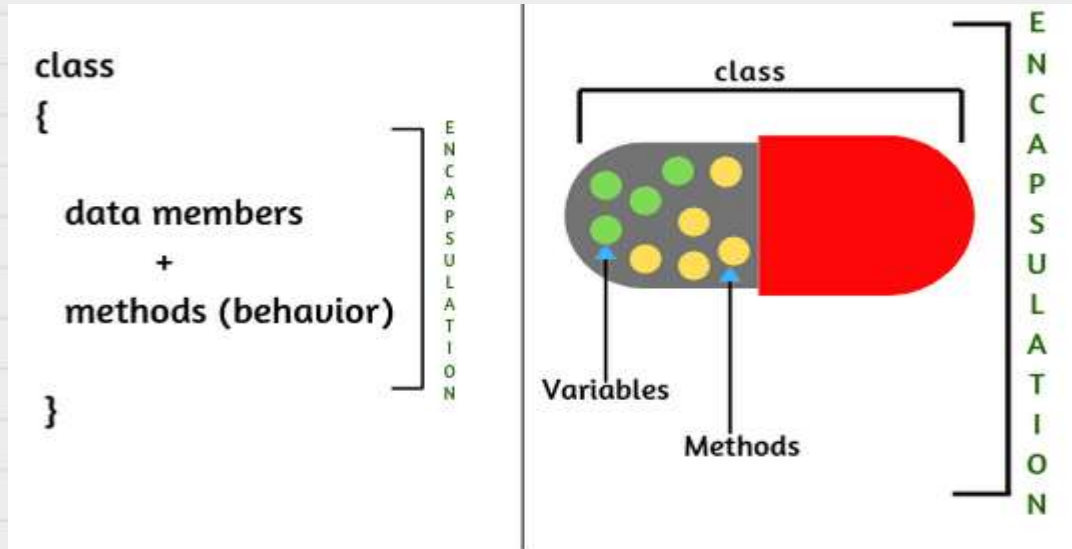 class
{
data members
+
methods (behavior)
}
ENCAPSULATION
class
Variables
Methods
ENCAPSULATION